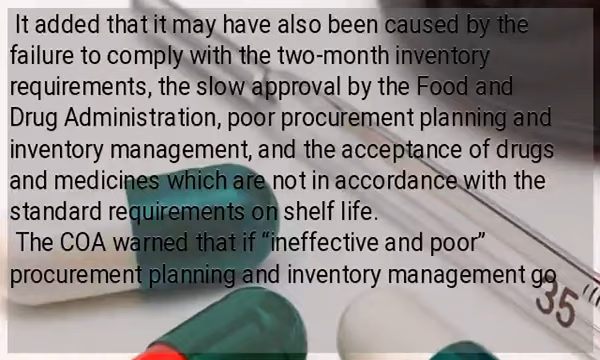 It added that it may have also been caused by the
failure to comply with the two-month inventory
requirements, the slow approval by the Food and
Drug Administration, poor procurement planning and
inventory management, and the acceptance of drugs
and medicines which are not in accordance with the
standard requirements on shelf life.
The COA warned that if “ineffective and poor”
procurement planning and inventory management go
35